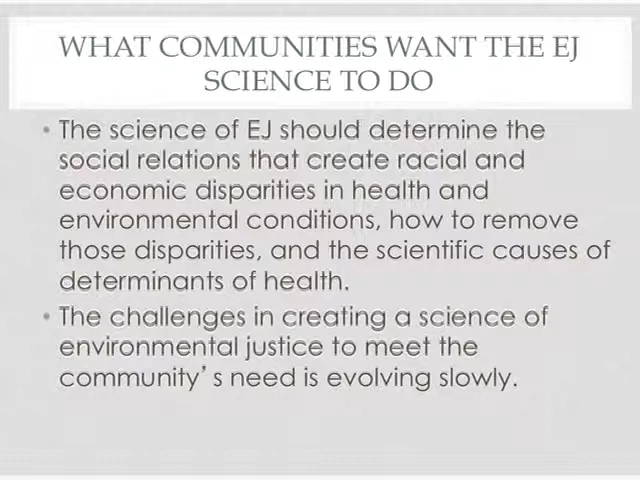 WHAT COMMUNITIES WANT THE EJ
SCIENCE TO DO
• The science of EJ should determine the
social relations that create racial and
economic disparities in health and
environmental conditions, how to remove
those disparities, and the scientific causes of
determinants of health.
• The challenges in creating a science of
environmental justice to meet the
community's need is evolving slowly.